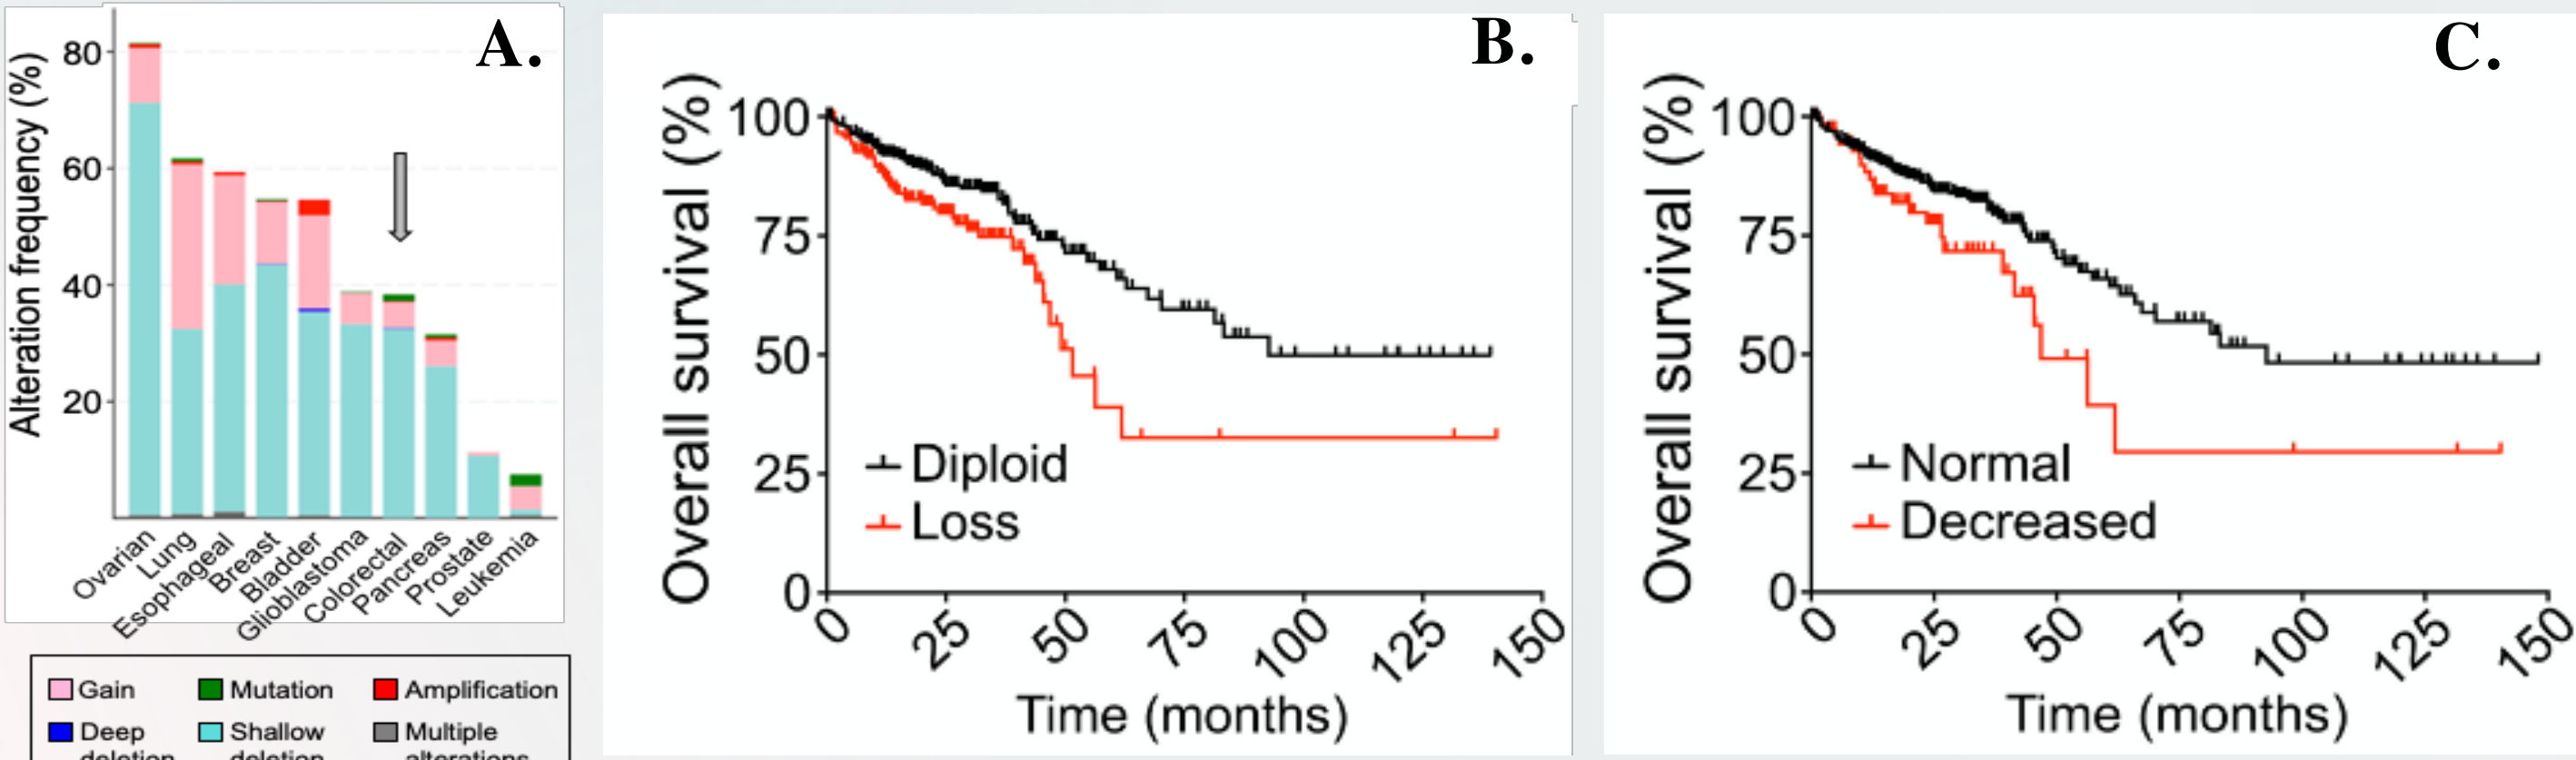 A.
Alteration frequency (%)
80
60
40
20
Ovarian
Lung
Esophageal
Breast
Bladder
Glioblastoma
Colorectal
Pancreas
Prostate
Leukemia
Gain
Mutation
Amplification
Deep
deletion
Shallow
deletion
Multiple
alterations
B.
Overall survival (%)
100
75
50
25
0
Diploid
Loss
0 25 50 75 100 125 150
Time (months)
C.
Overall survival (%)
100
75
50
25
0
Normal
Decreased
0 25 50 75 100 125 150
Time (months)